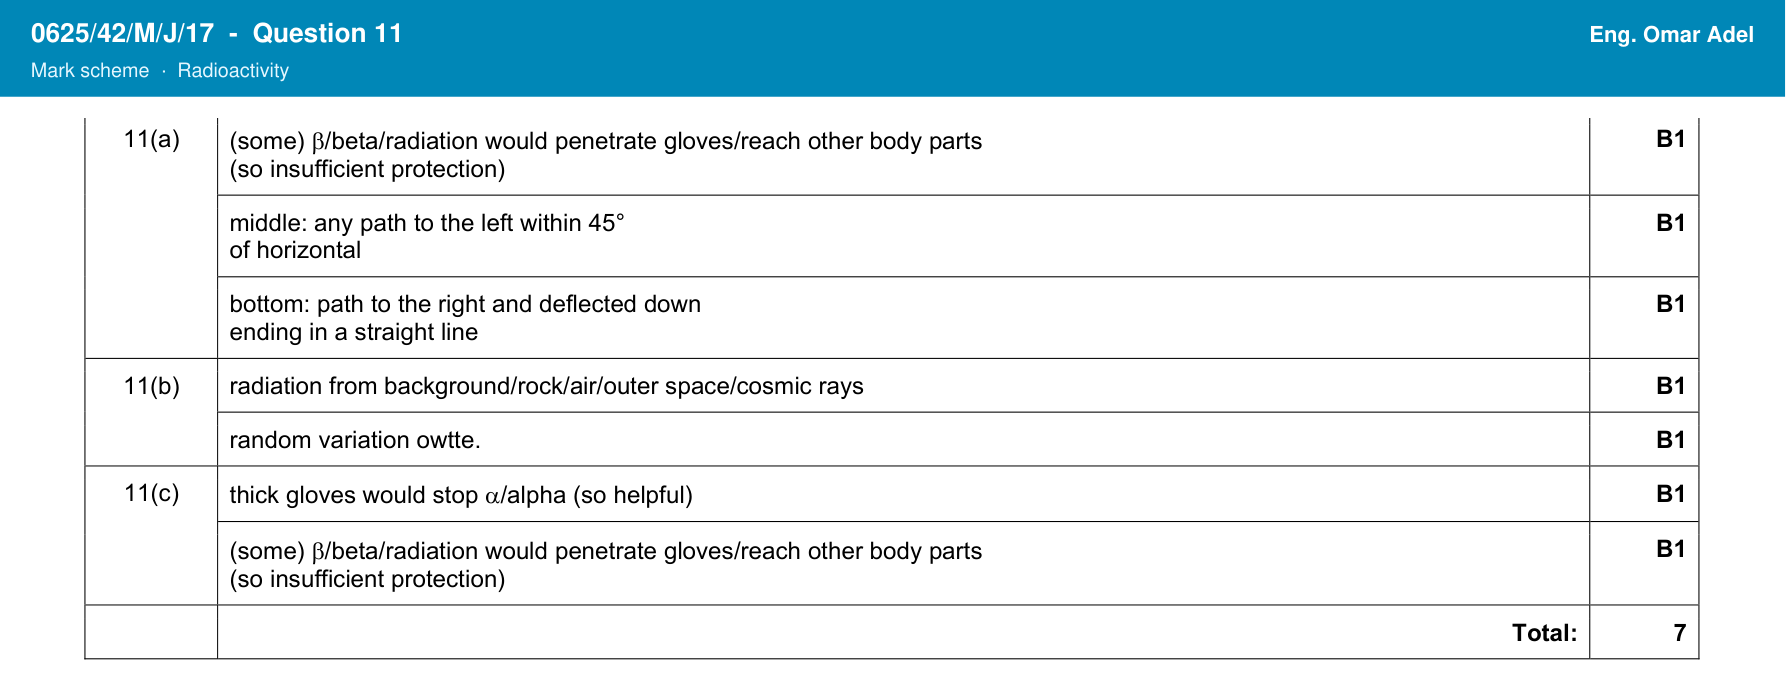 0625/42/M/J/17 - Question 11
Eng. Omar Adel
Mark scheme · Radioactivity
11(a) (some) β/beta/radiation would penetrate gloves/reach other body parts B1
(so insufficient protection)
middle: any path to the left within 45° B1
of horizontal
bottom: path to the right and deflected down B1
ending in a straight line
11(b) radiation from background/rock/air/outer space/cosmic rays B1
random variation owtte. B1
11(c) thick gloves would stop α/alpha (so helpful) B1
(some) β/beta/radiation would penetrate gloves/reach other body parts B1
(so insufficient protection)
Total: 7